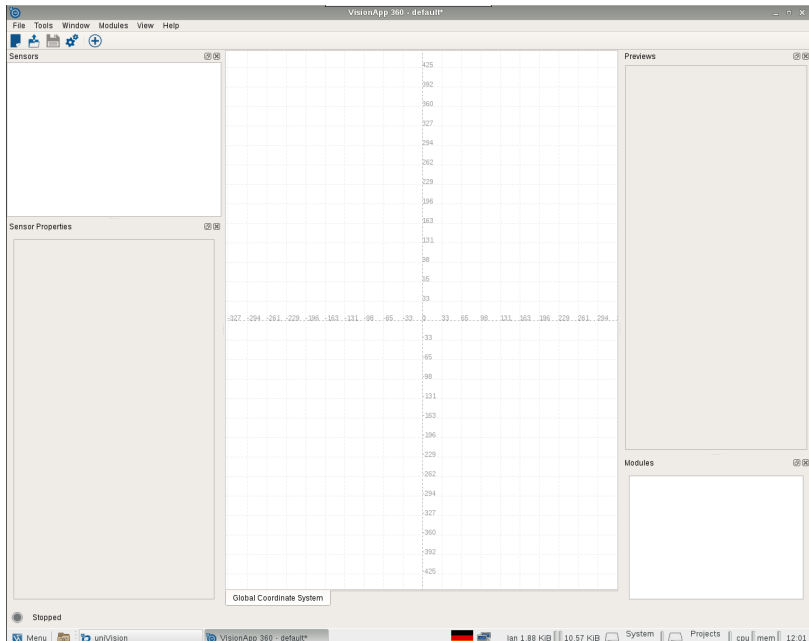 VisionApp 360 - default*
File Tools Window Modules View Help
Sensors
Previews
Sensor Properties
425
392
360
327
294
262
229
196
163
131
98
65
33
-327 -294 -261 -229 -196 -163 -131 -98 -65 -33 0 33 65 98 131 163 196 229 261 294
-33
-65
-98
-131
-163
-196
-229
-262
-294
-327
-360
-392
-425
Modules
Global Coordinate System
Stopped
Menu uniVision VisionApp 360 - default* lan 1.88 KiB 10.57 KiB System Projects cpu mem 12:01